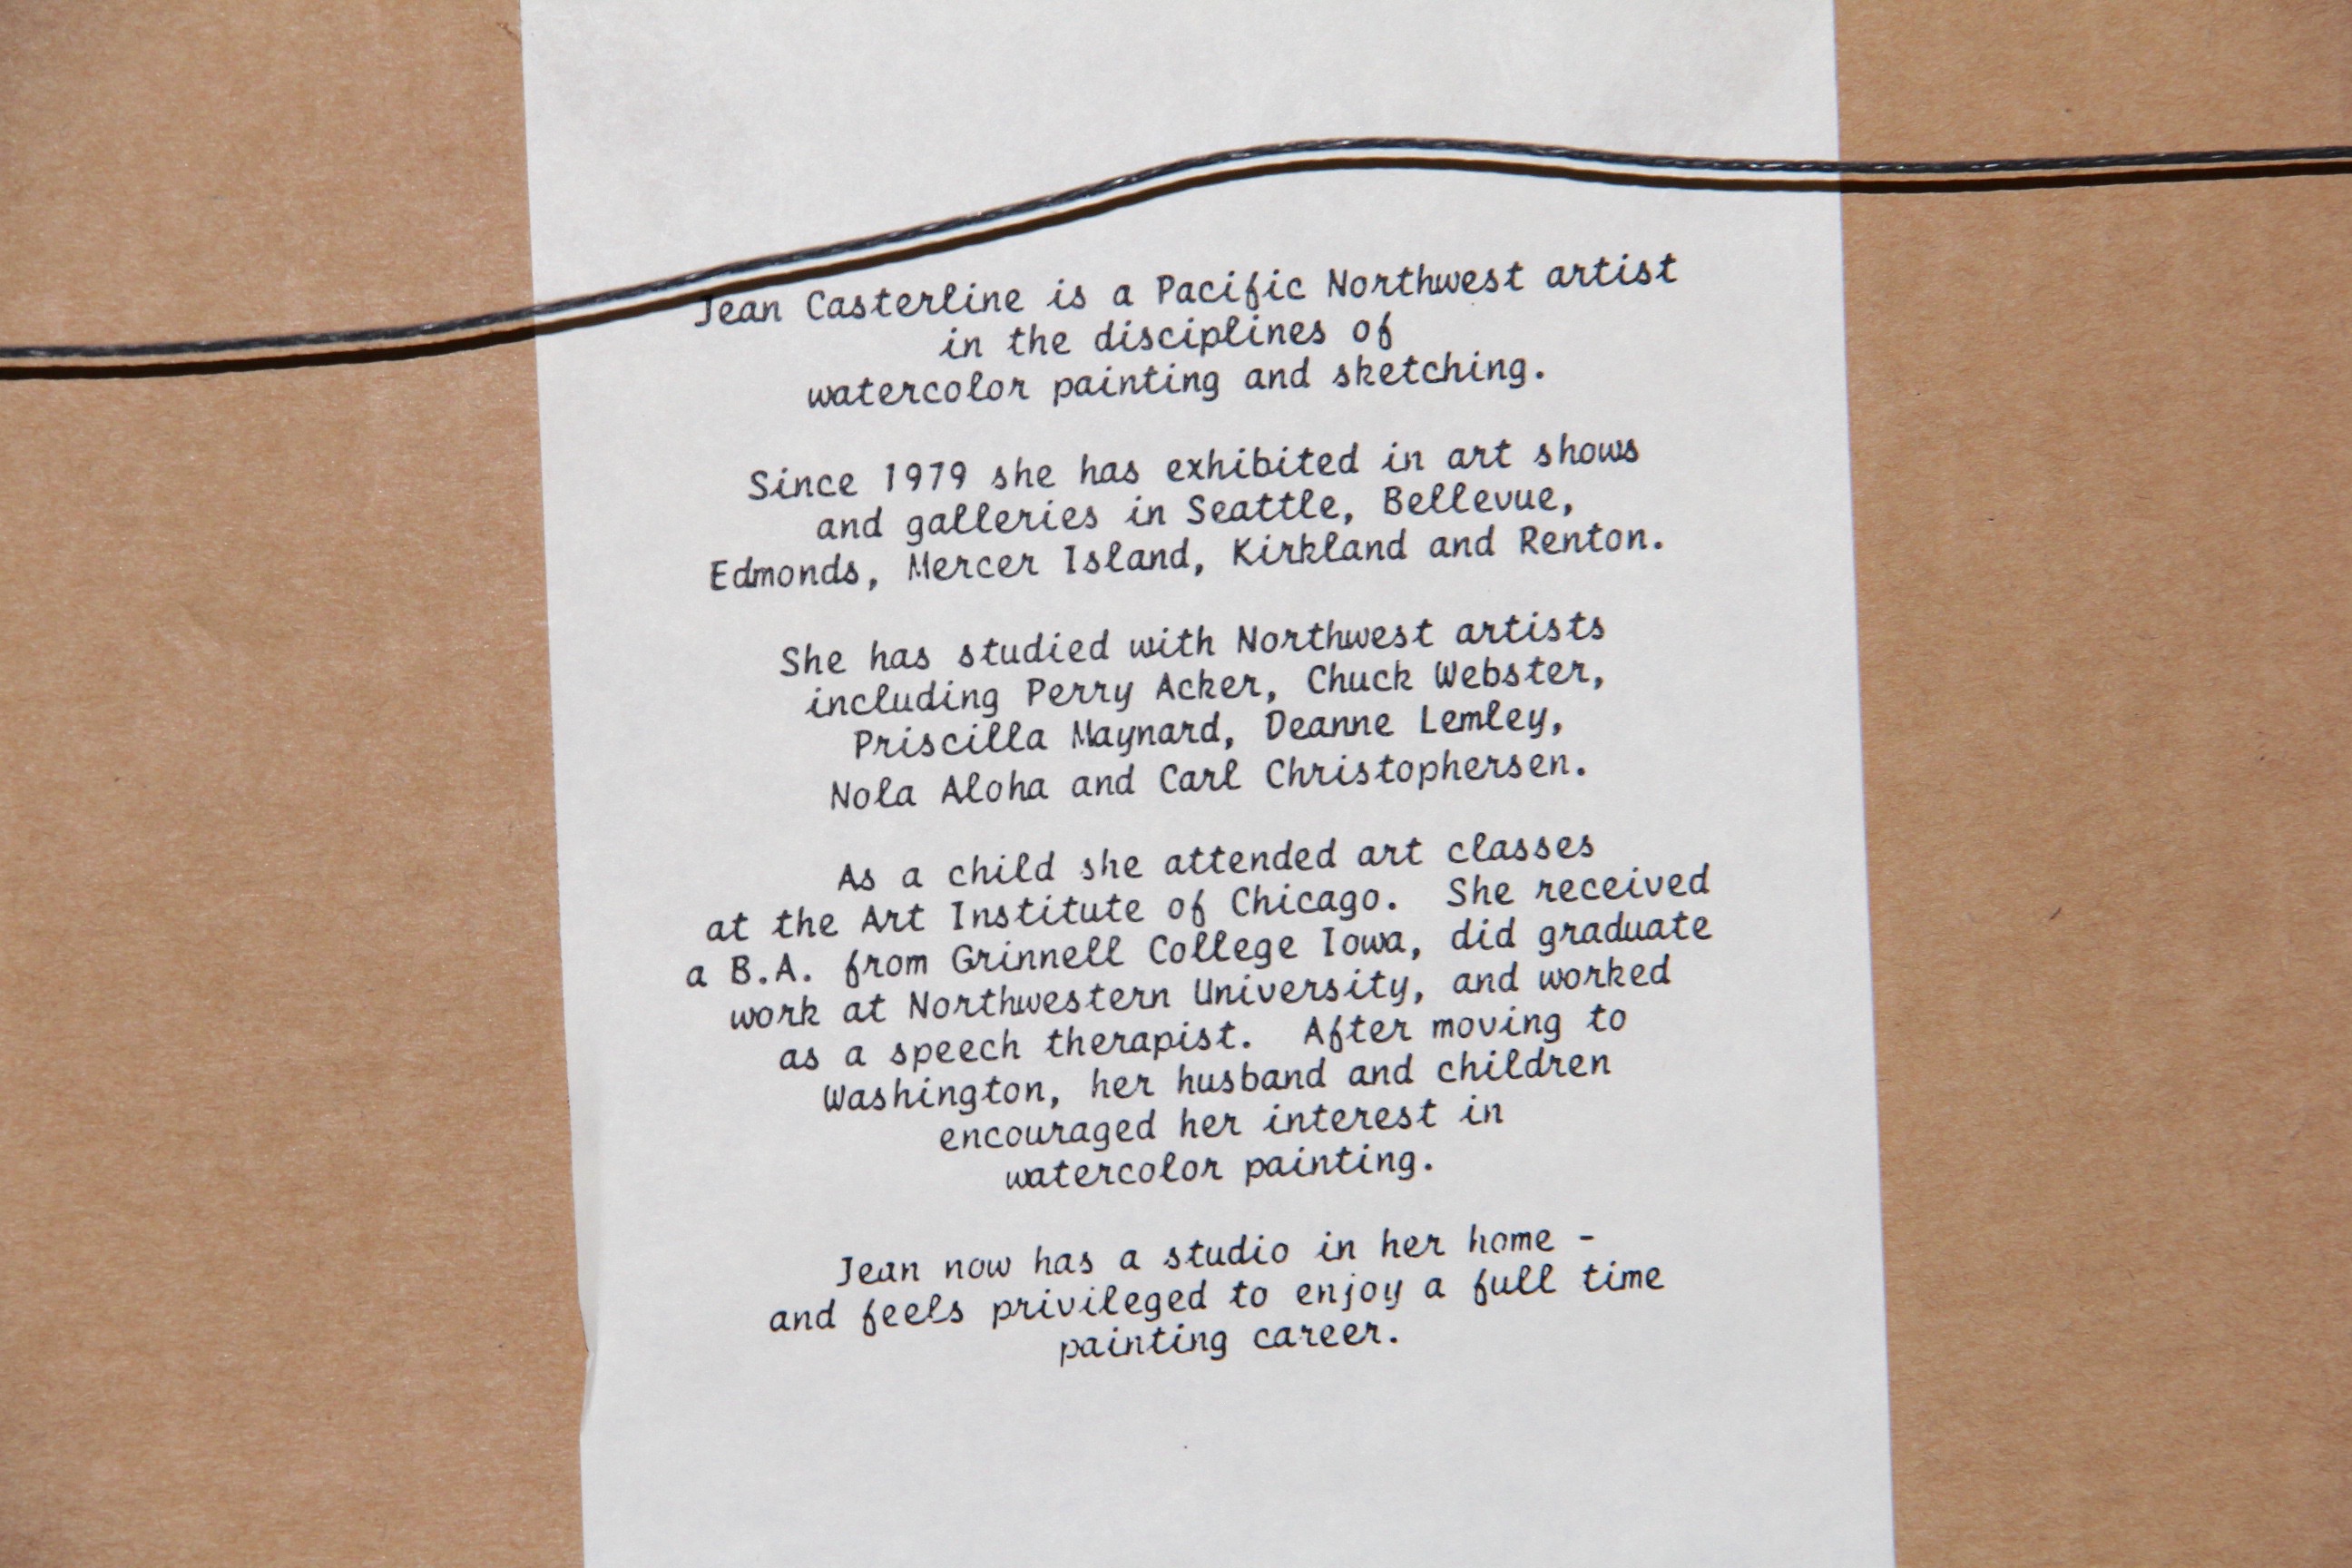 Jean Casterline is a Pacific Northwest artist
in the disciplines of
watercolor painting and sketching.
Since 1979 she has exhibited in art shows
and galleries in Seattle, Bellevue,
Edmonds, Mercer Island, Kirkland and Renton.
She has studied with Northwest artists
including Perry Acker, Chuck Webster,
Priscilla Maynard, Deanne Lemley,
Nola Aloha and Carl Christophersen.
As a child she attended art classes
at the Art Institute of Chicago. She received
a B.A. from Grinnell College Iowa, did graduate
work at Northwestern University, and worked
as a speech therapist. After moving to
Washington, her husband and children
encouraged her interest in
watercolor painting.
Jean now has a studio in her home -
and feels privileged to enjoy a full time
painting career.